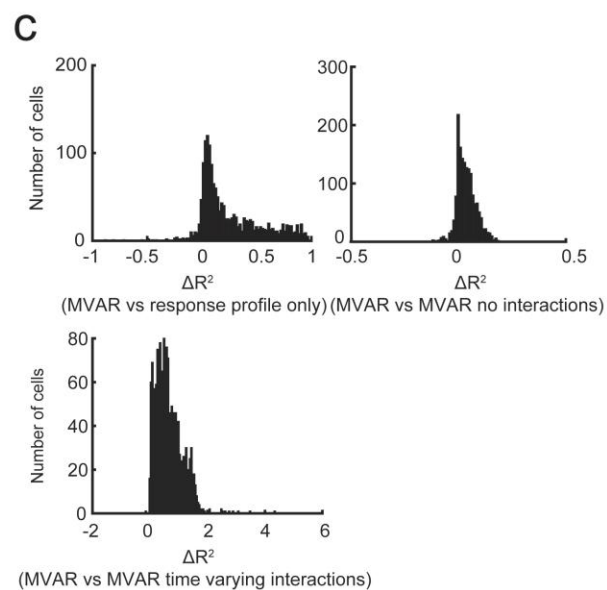 C
200
100
0
Number of cells
-1 -0.5 0 0.5 1
ΔR²
(MVAR vs response profile only)
300
200
100
0
-0.5 0 0.5
ΔR²
(MVAR vs MVAR no interactions)
80
60
40
20
0
Number of cells
-2 0 2 4 6
ΔR²
(MVAR vs MVAR time varying interactions)